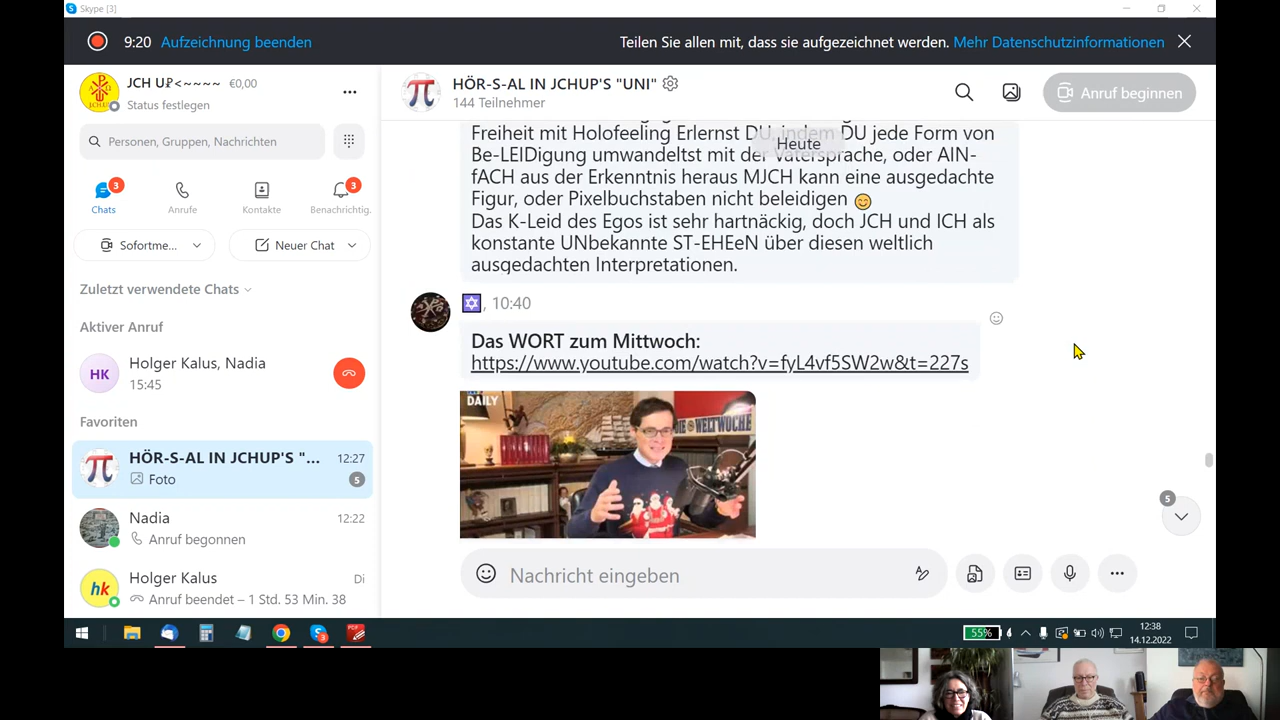 Skype [3]
9:20 Aufzeichnung beenden
Teilen Sie allen mit, dass sie aufgezeichnet werden. Mehr Datenschutzinformationen
JCH U₽<~~~~ €0,00
Status festlegen
HÖR-S-AL IN JCHUP'S "UNI"
144 Teilnehmer
Anruf beginnen
Personen, Gruppen, Nachrichten
3
Chats
Anrufe
Kontakte
3
Benachrichtig.
Sofortme...
Neuer Chat
Zuletzt verwendete Chats
Aktiver Anruf
HK
Holger Kalus, Nadia
15:45
Favoriten
π
HÖR-S-AL IN JCHUP'S "... 12:27
Foto 5
Nadia 12:22
Anruf begonnen
hk
Holger Kalus Di
Anruf beendet – 1 Std. 53 Min. 38
π
Heute
Freiheit mit Holofeeling Erlernst DU, indem DU jede Form von
Be-LEIDigung umwandeltst mit der Vatersprache, oder AIN-
fACH aus der Erkenntnis heraus MJCH kann eine ausgedachte
Figur, oder Pixelbuchstaben nicht beleidigen
Das K-Leid des Egos ist sehr hartnäckig, doch JCH und ICH als
konstante UNbekannte ST-EHEeN über diesen weltlich
ausgedachten Interpretationen.
, 10:40
Das WORT zum Mittwoch:
https://www.youtube.com/watch?v=fyL4vf5SW2w&t=227s
DAILY
DIE WELTWOCHE
5
Nachricht eingeben
55%
12:38
14.12.2022